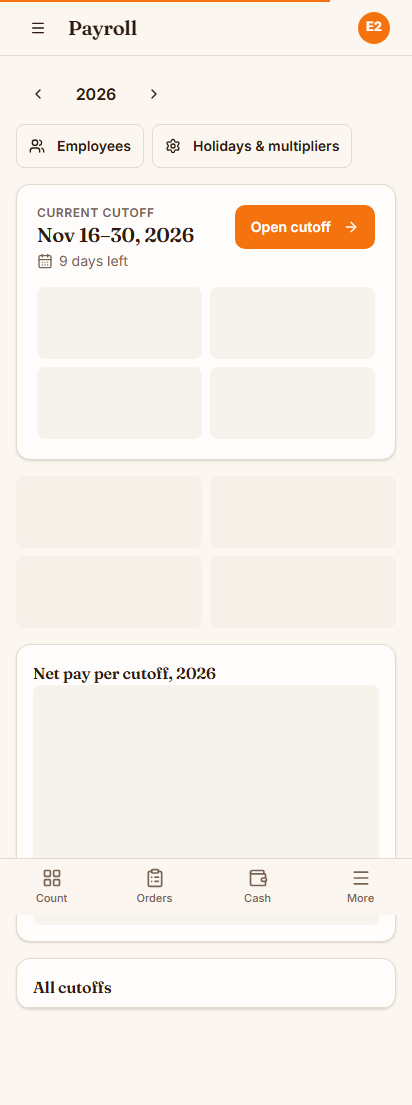 Payroll
E2
2026
Employees
Holidays & multipliers
CURRENT CUTOFF
Nov 16–30, 2026
Open cutoff
9 days left
Net pay per cutoff, 2026
Count
Orders
Cash
More
All cutoffs